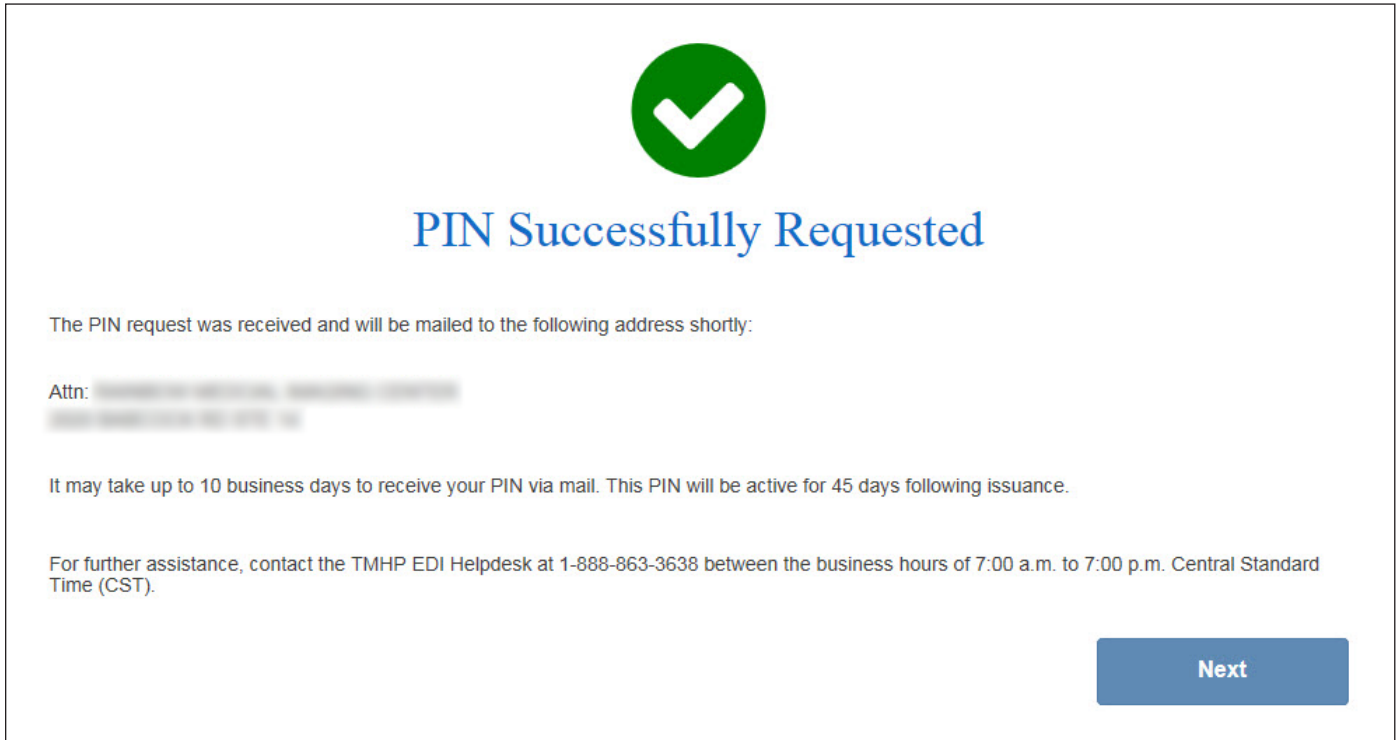 PIN Successfully Requested
The PIN request was received and will be mailed to the following address shortly:
Attn:
It may take up to 10 business days to receive your PIN via mail. This PIN will be active for 45 days following issuance.
For further assistance, contact the TMHP EDI Helpdesk at 1-888-863-3638 between the business hours of 7:00 a.m. to 7:00 p.m. Central Standard
Time (CST).
Next